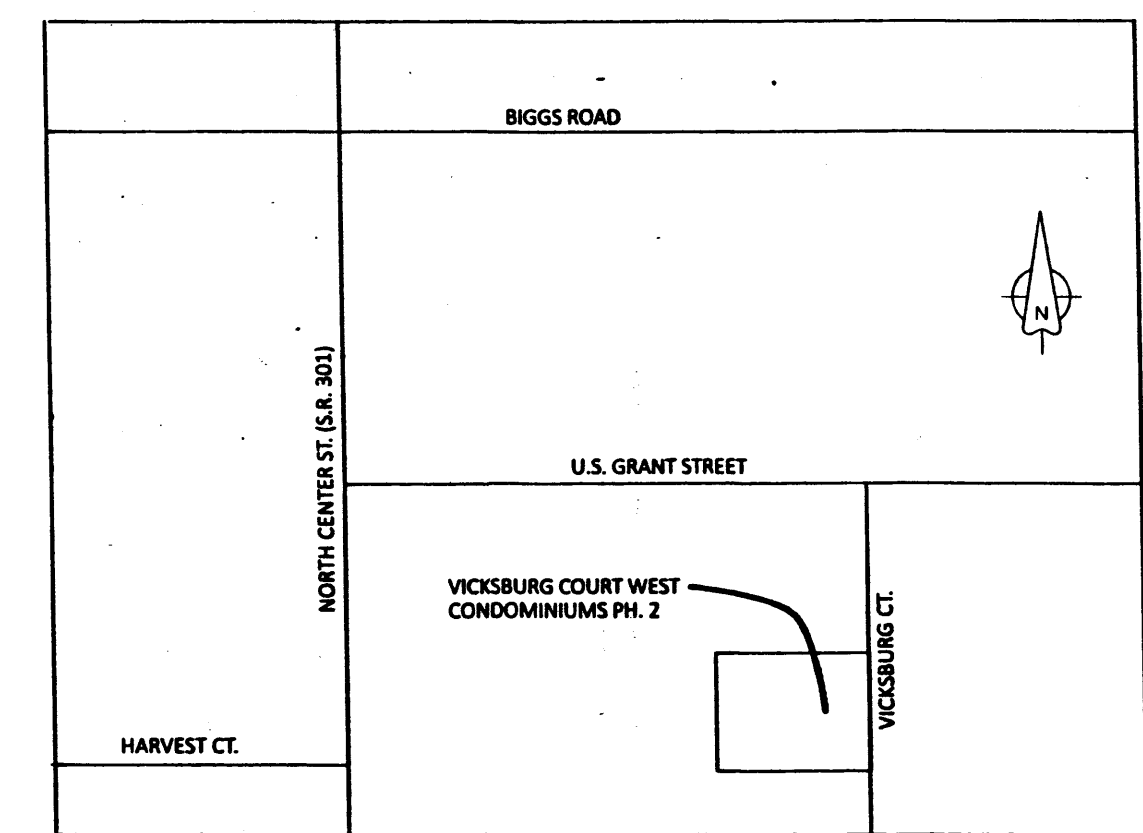 BIGGS ROAD
N
NORTH CENTER ST. (S.R. 301)
U.S. GRANT STREET
VICKSBURG COURT WEST
CONDOMINIUMS PH. 2
VICKSBURG CT.
HARVEST CT.